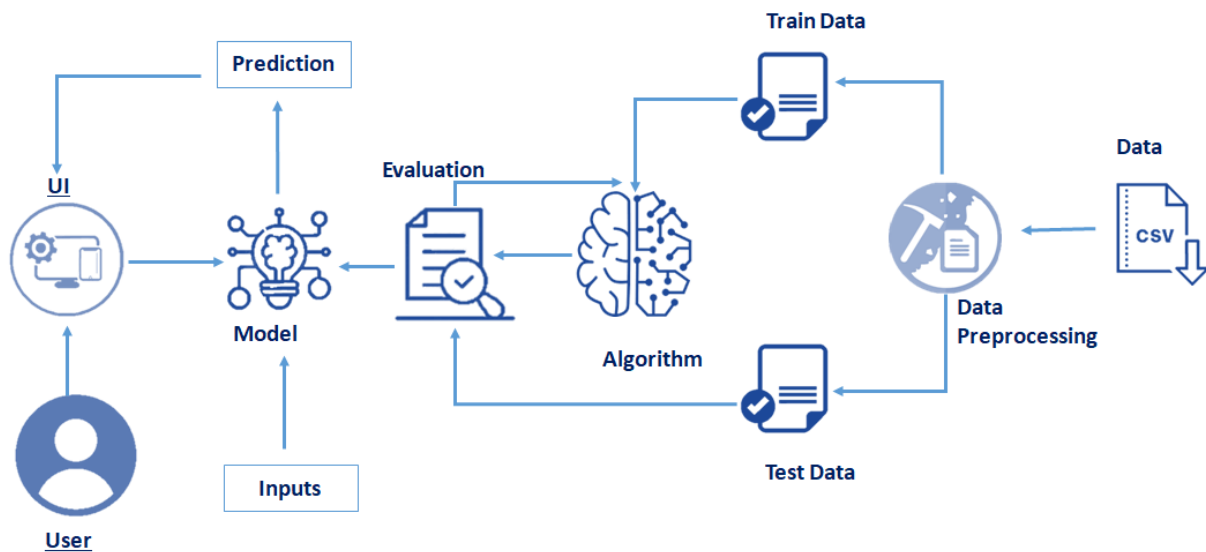 Train Data
Prediction
Data
Evaluation
UI
CSV
Model
Data
Preprocessing
Algorithm
Test Data
Inputs
User